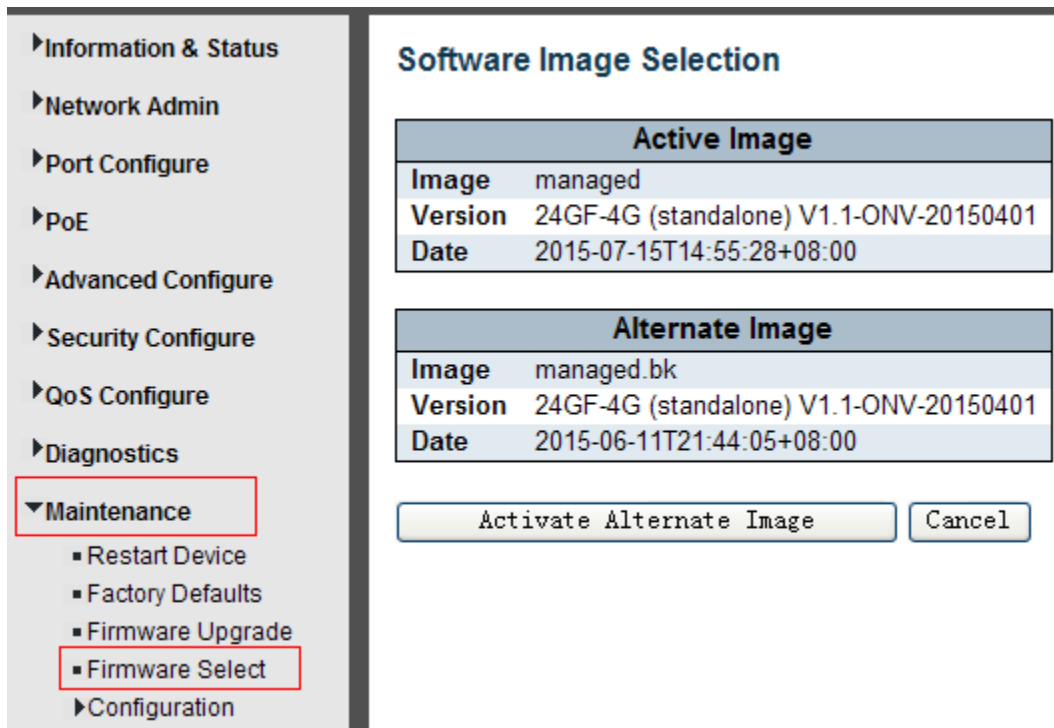 Information & Status
Network Admin
Port Configure
PoE
Advanced Configure
Security Configure
QoS Configure
Diagnostics
Maintenance
Restart Device
Factory Defaults
Firmware Upgrade
Firmware Select
Configuration
Software Image Selection
Active Image
Image managed
Version 24GF-4G (standalone) V1.1-ONV-20150401
Date 2015-07-15T14:55:28+08:00
Alternate Image
Image managed.bk
Version 24GF-4G (standalone) V1.1-ONV-20150401
Date 2015-06-11T21:44:05+08:00
Activate Alternate Image Cancel